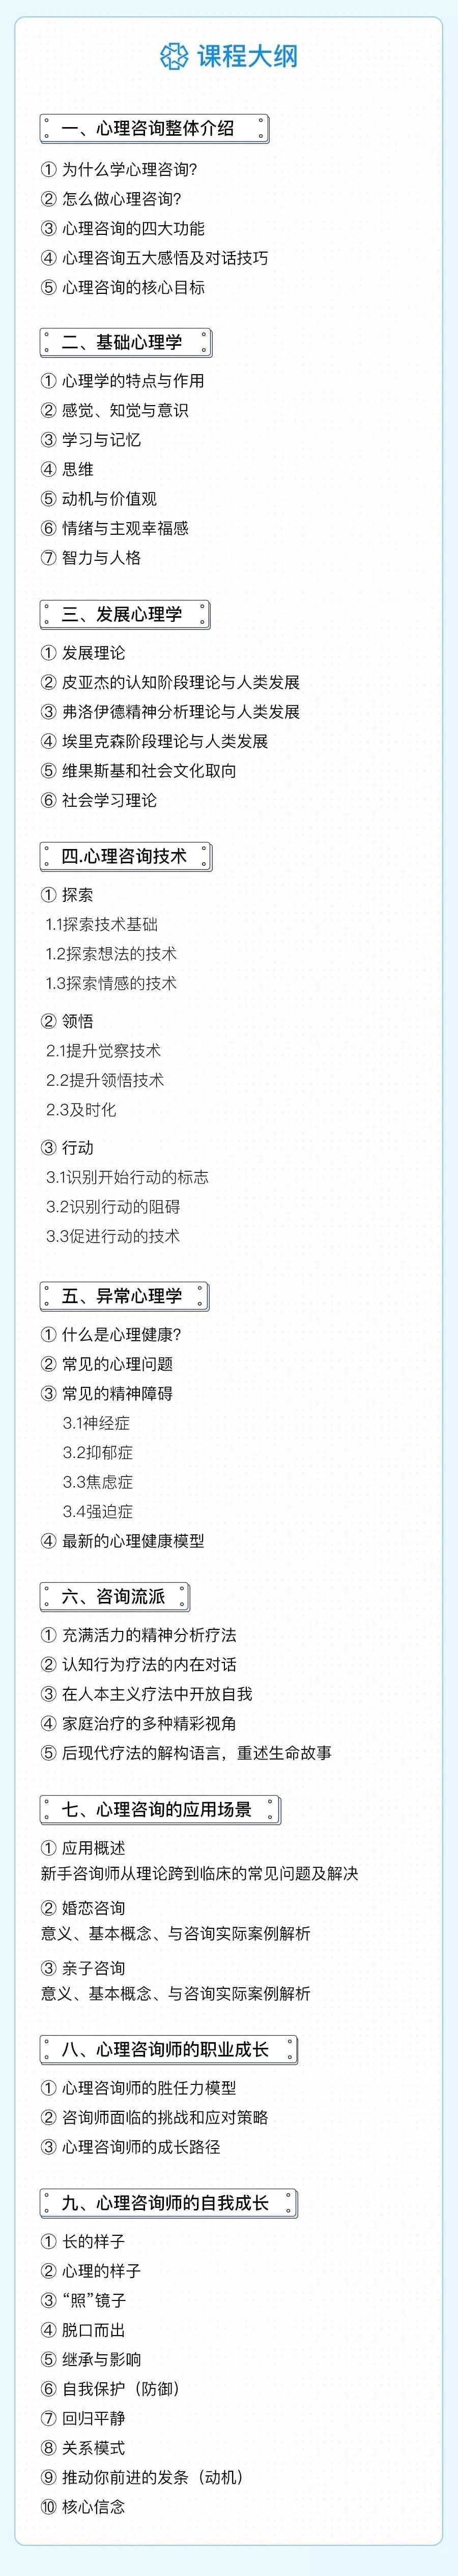 课程大纲
一、心理咨询整体介绍
① 为什么学心理咨询?
② 怎么做心理咨询?
③ 心理咨询的四大功能
④ 心理咨询五大感悟及对话技巧
⑤ 心理咨询的核心目标
二、基础心理学
① 心理学的特点与作用
② 感觉、知觉与意识
③ 学习与记忆
④ 思维
⑤ 动机与价值观
⑥ 情绪与主观幸福感
⑦ 智力与人格
三、发展心理学
① 发展理论
② 皮亚杰的认知阶段理论与人类发展
③ 弗洛伊德精神分析理论与人类发展
④ 埃里克森阶段理论与人类发展
⑤ 维果斯基和社会文化取向
⑥ 社会学习理论
四.心理咨询技术
① 探索
1.1探索技术基础
1.2探索想法的技术
1.3探索情感的技术
② 领悟
2.1提升觉察技术
2.2提升领悟技术
2.3及时化
③ 行动
3.1识别开始行动的标志
3.2识别行动的阻碍
3.3促进行动的技术
五、异常心理学
① 什么是心理健康?
② 常见的心理问题
③ 常见的精神障碍
3.1神经症
3.2抑郁症
3.3焦虑症
3.4强迫症
④ 最新的心理健康模型
六、咨询流派
① 充满活力的精神分析疗法
② 认知行为疗法的内在对话
③ 在人本主义疗法中开放自我
④ 家庭治疗的多种精彩视角
⑤ 后现代疗法的解构语言，重述生命故事
七、心理咨询的应用场景
① 应用概述
新手咨询师从理论跨到临床的常见问题及解决
② 婚恋咨询
意义、基本概念、与咨询实际案例解析
③ 亲子咨询
意义、基本概念、与咨询实际案例解析
八、心理咨询师的职业成长
① 心理咨询师的胜任力模型
② 咨询师面临的挑战和应对策略
③ 心理咨询师的成长路径
九、心理咨询师的自我成长
① 长的样子
② 心理的样子
③ “照”镜子
④ 脱口而出
⑤ 继承与影响
⑥ 自我保护（防御）
⑦ 回归平静
⑧ 关系模式
⑨ 推动你前进的发条（动机）
⑩ 核心信念